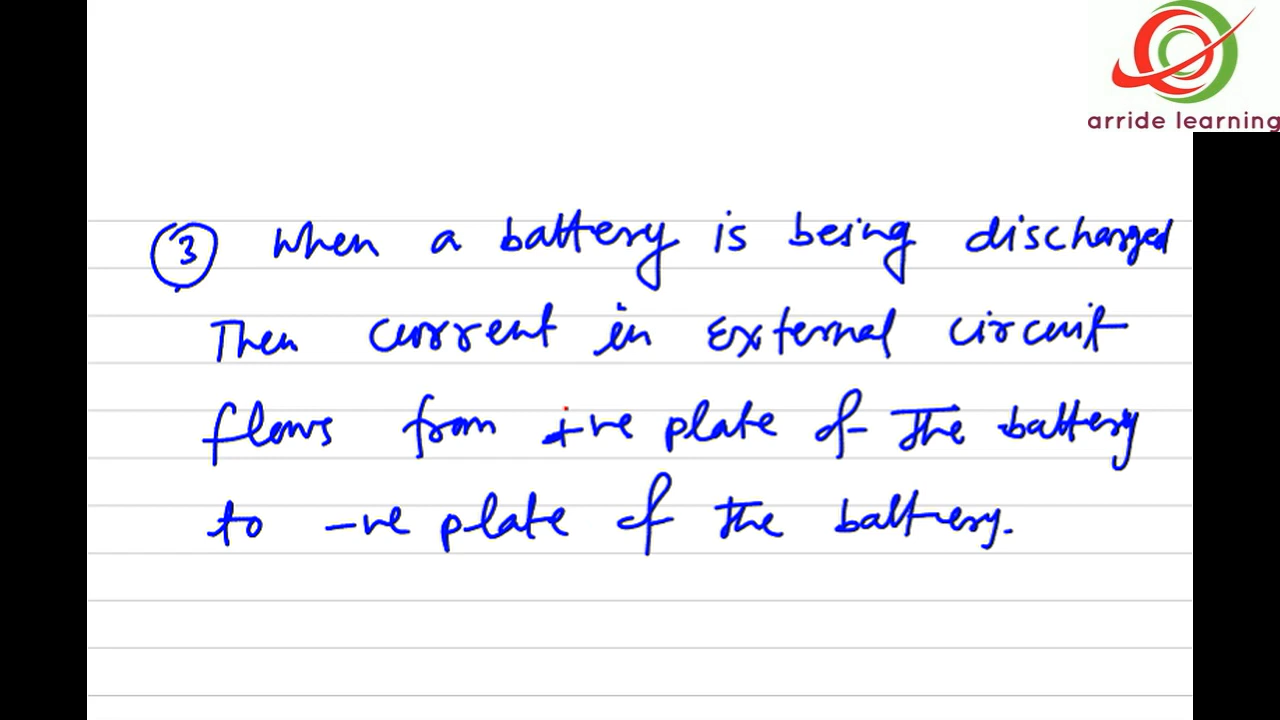 arride learning
3 When a battery is being discharged
Then current in external circuit
flows from +ve plate of the battery
to -ve plate of the battery.